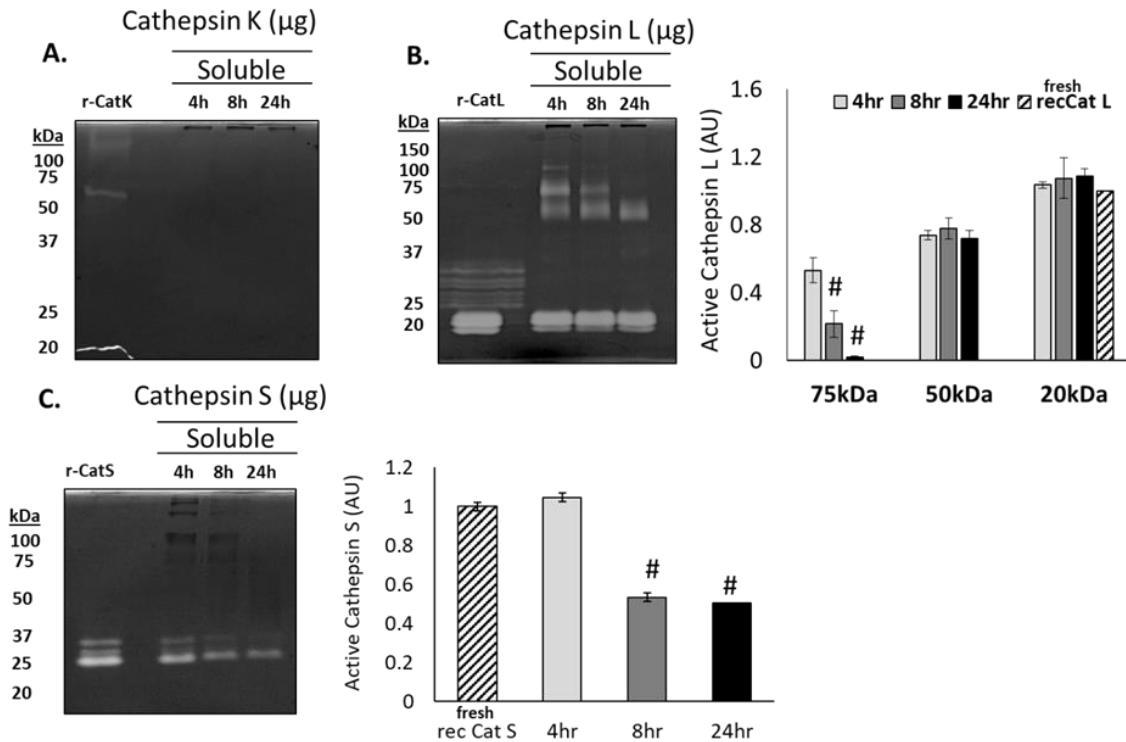 A.
Cathepsin K (µg)
Soluble
r-CatK 4h 8h 24h
kDa
100
75
50
37
25
20
B.
Cathepsin L (µg)
Soluble
r-CatL 4h 8h 24h
kDa
150
100
75
50
37
25
20
Active Cathepsin L (AU)
fresh
4hr 8hr 24hr recCat L
1.6
1.2
0.8
0.4
0
#
#
75kDa 50kDa 20kDa
C.
Cathepsin S (µg)
Soluble
r-CatS 4h 8h 24h
kDa
100
75
50
37
25
20
Active Cathepsin S (AU)
1.2
1
0.8
0.6
0.4
0.2
0
# #
fresh
rec Cat S 4hr 8hr 24hr